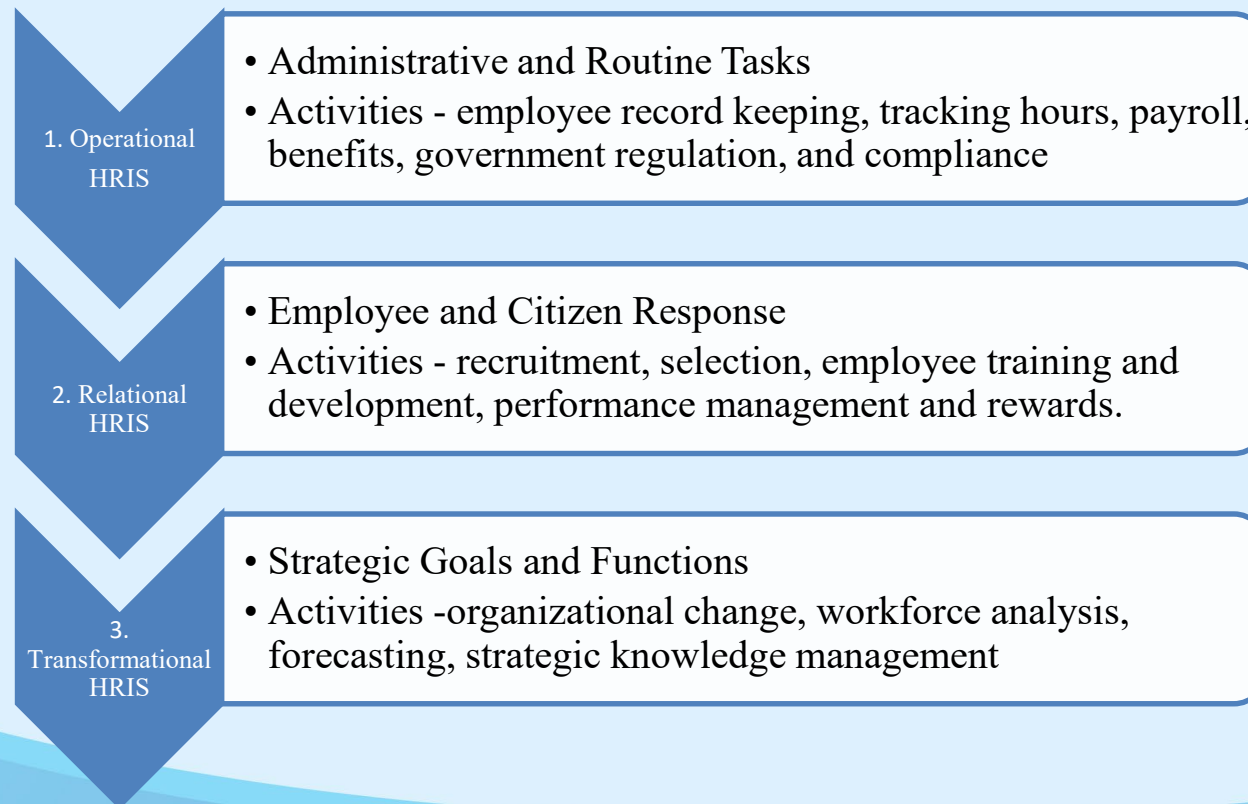 1. Operational
HRIS
• Administrative and Routine Tasks
• Activities - employee record keeping, tracking hours, payroll,
benefits, government regulation, and compliance
2. Relational
HRIS
• Employee and Citizen Response
• Activities - recruitment, selection, employee training and
development, performance management and rewards.
3.
Transformational
HRIS
• Strategic Goals and Functions
• Activities -organizational change, workforce analysis,
forecasting, strategic knowledge management